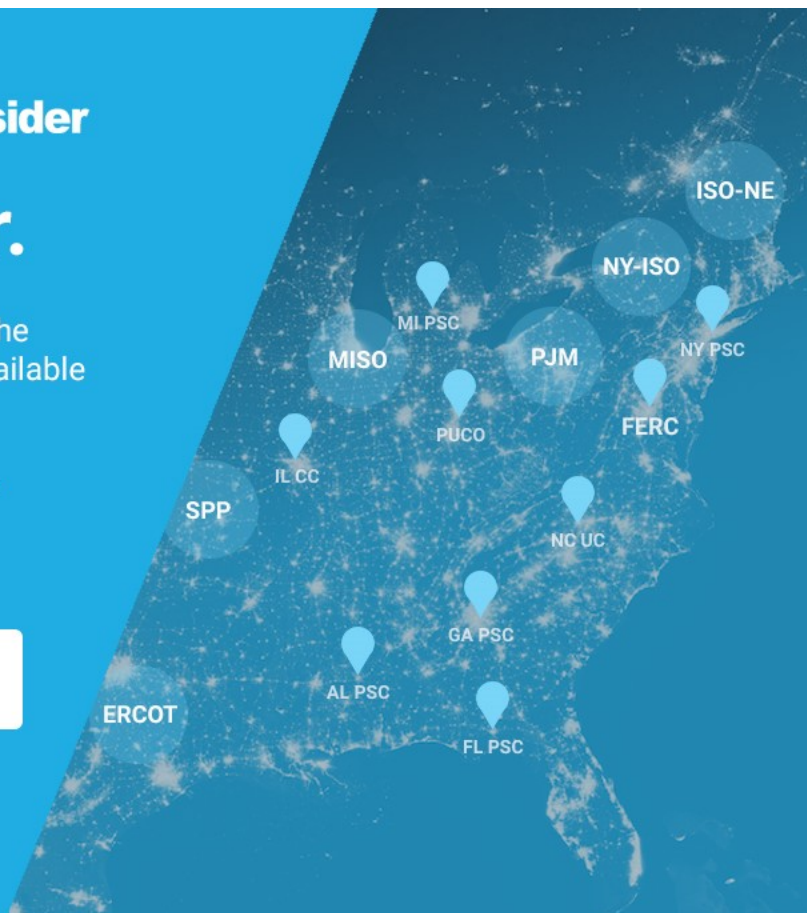 sider
r.
he
ailable
ISO-NE
NY-ISO
MI PSC
NY PSC
MISO
PJM
PUCO
FERC
IL CC
SPP
NC UC
GA PSC
AL PSC
ERCOT
FL PSC